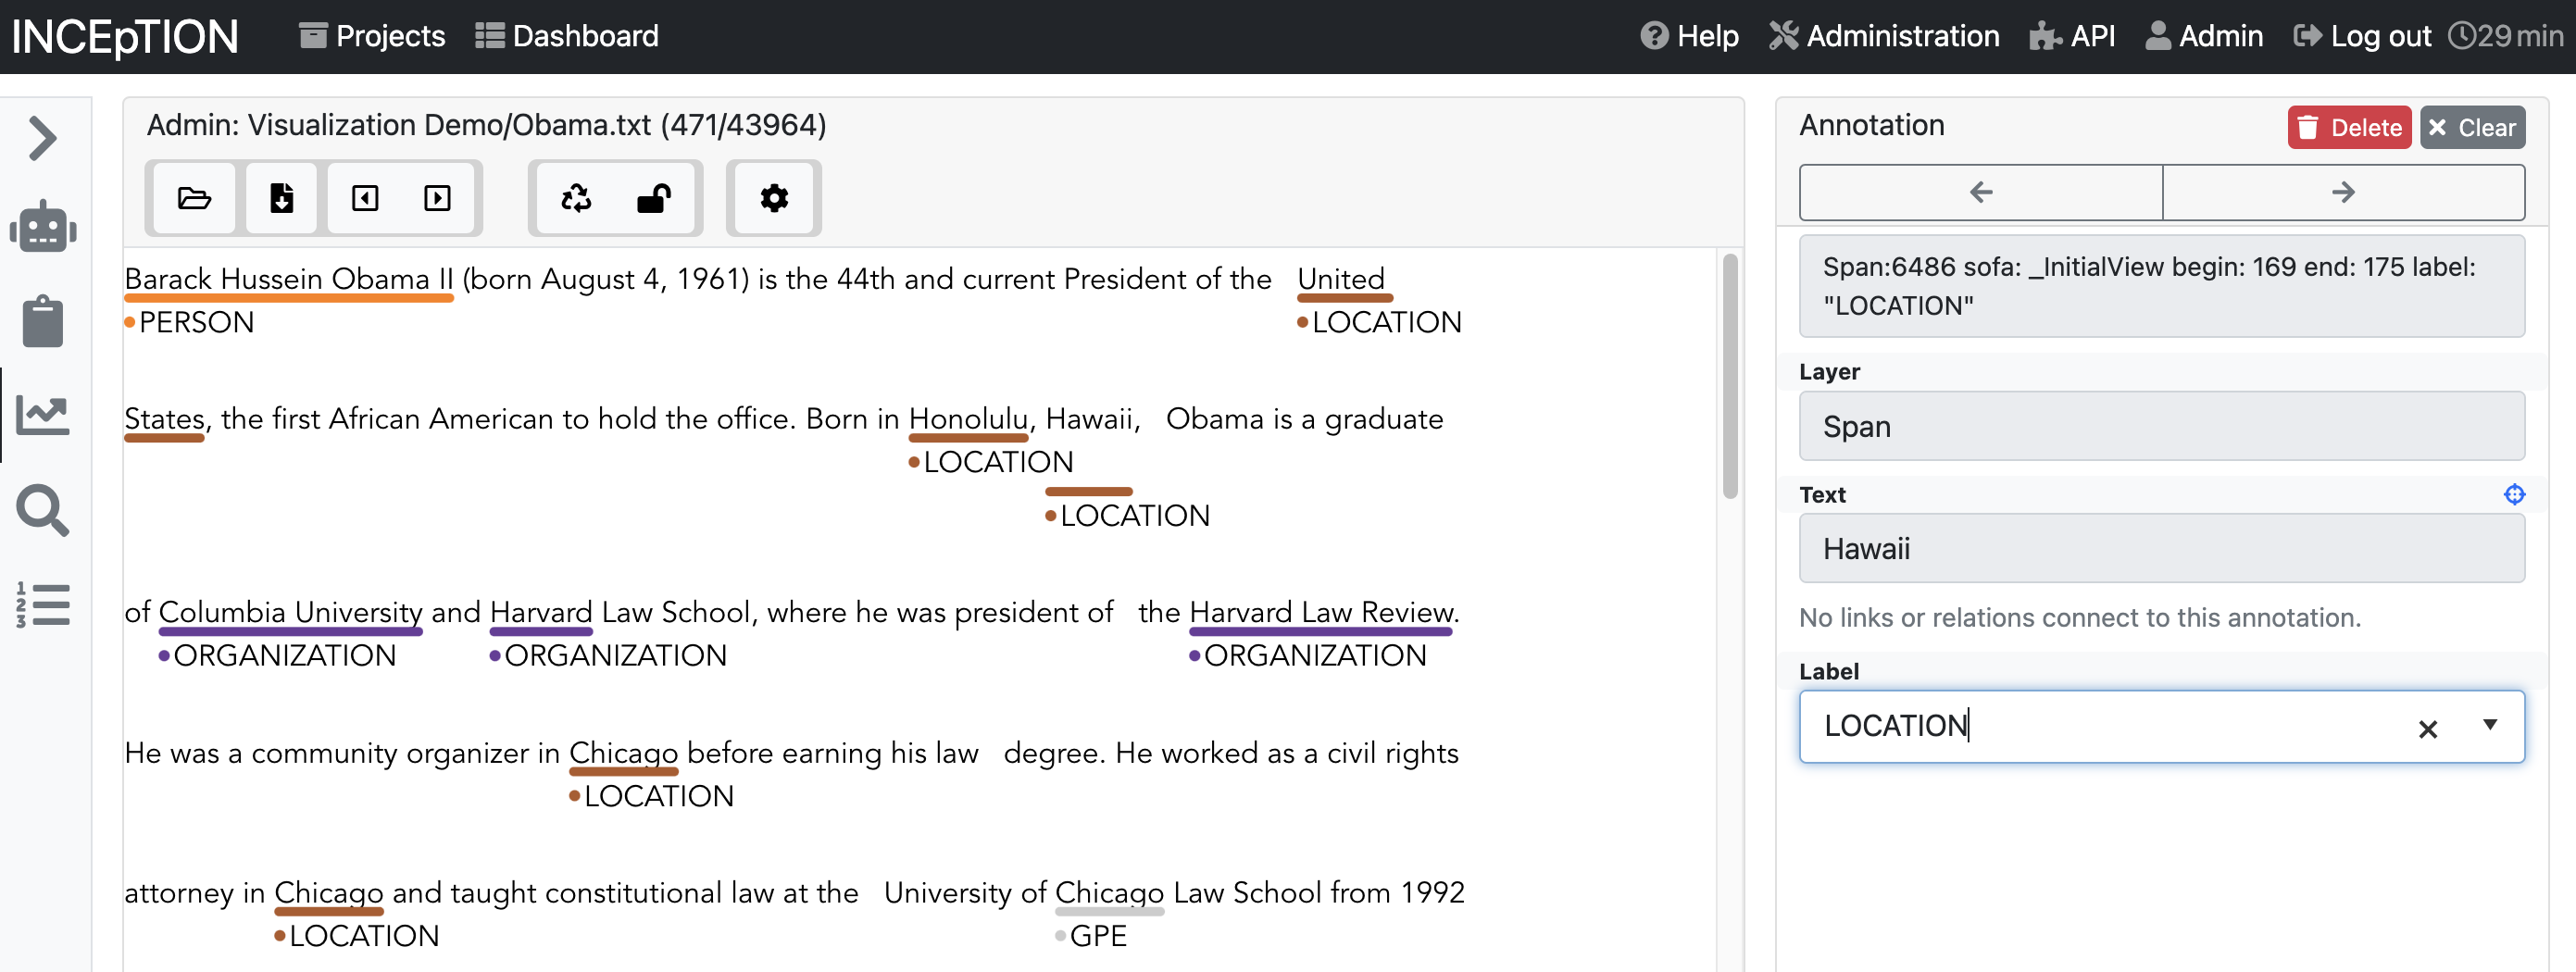 INCEpTION Projects Dashboard Help Administration API Admin Log out 29 min
Admin: Visualization Demo/Obama.txt (471/43964)
Barack Hussein Obama II (born August 4, 1961) is the 44th and current President of the United
PERSON LOCATION
States, the first African American to hold the office. Born in Honolulu, Hawaii, Obama is a graduate
LOCATION
LOCATION
of Columbia University and Harvard Law School, where he was president of the Harvard Law Review.
ORGANIZATION ORGANIZATION ORGANIZATION
He was a community organizer in Chicago before earning his law degree. He worked as a civil rights
LOCATION
attorney in Chicago and taught constitutional law at the University of Chicago Law School from 1992
LOCATION GPE
Annotation Delete Clear
Span:6486 sofa: _InitialView begin: 169 end: 175 label:
"LOCATION"
Layer
Span
Text
Hawaii
No links or relations connect to this annotation.
Label
LOCATION
1
2
3